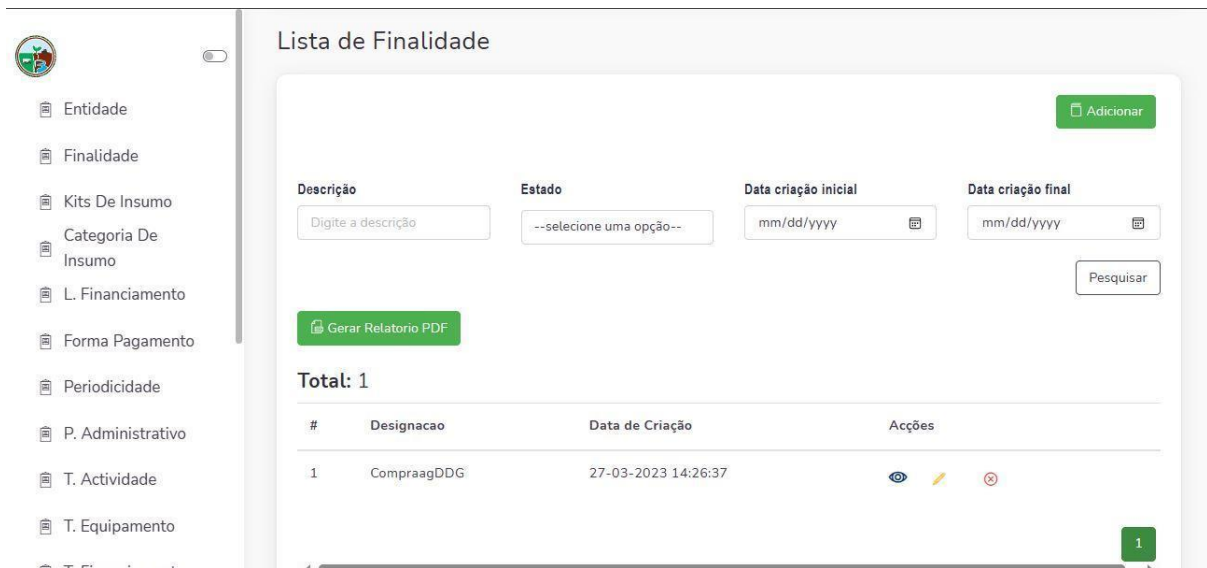 Lista de Finalidade
Entidade
Finalidade
Kits De Insumo
Categoria De
Insumo
L. Financiamento
Forma Pagamento
Periodicidade
P. Administrativo
T. Actividade
T. Equipamento
Adicionar
Descrição
Estado
Data criação inicial
Data criação final
Digite a descrição
--selecione uma opção--
mm/dd/yyyy
mm/dd/yyyy
Pesquisar
Gerar Relatorio PDF
Total: 1
# Designacao Data de Criação Acções
1 CompraagDDG 27-03-2023 14:26:37
1